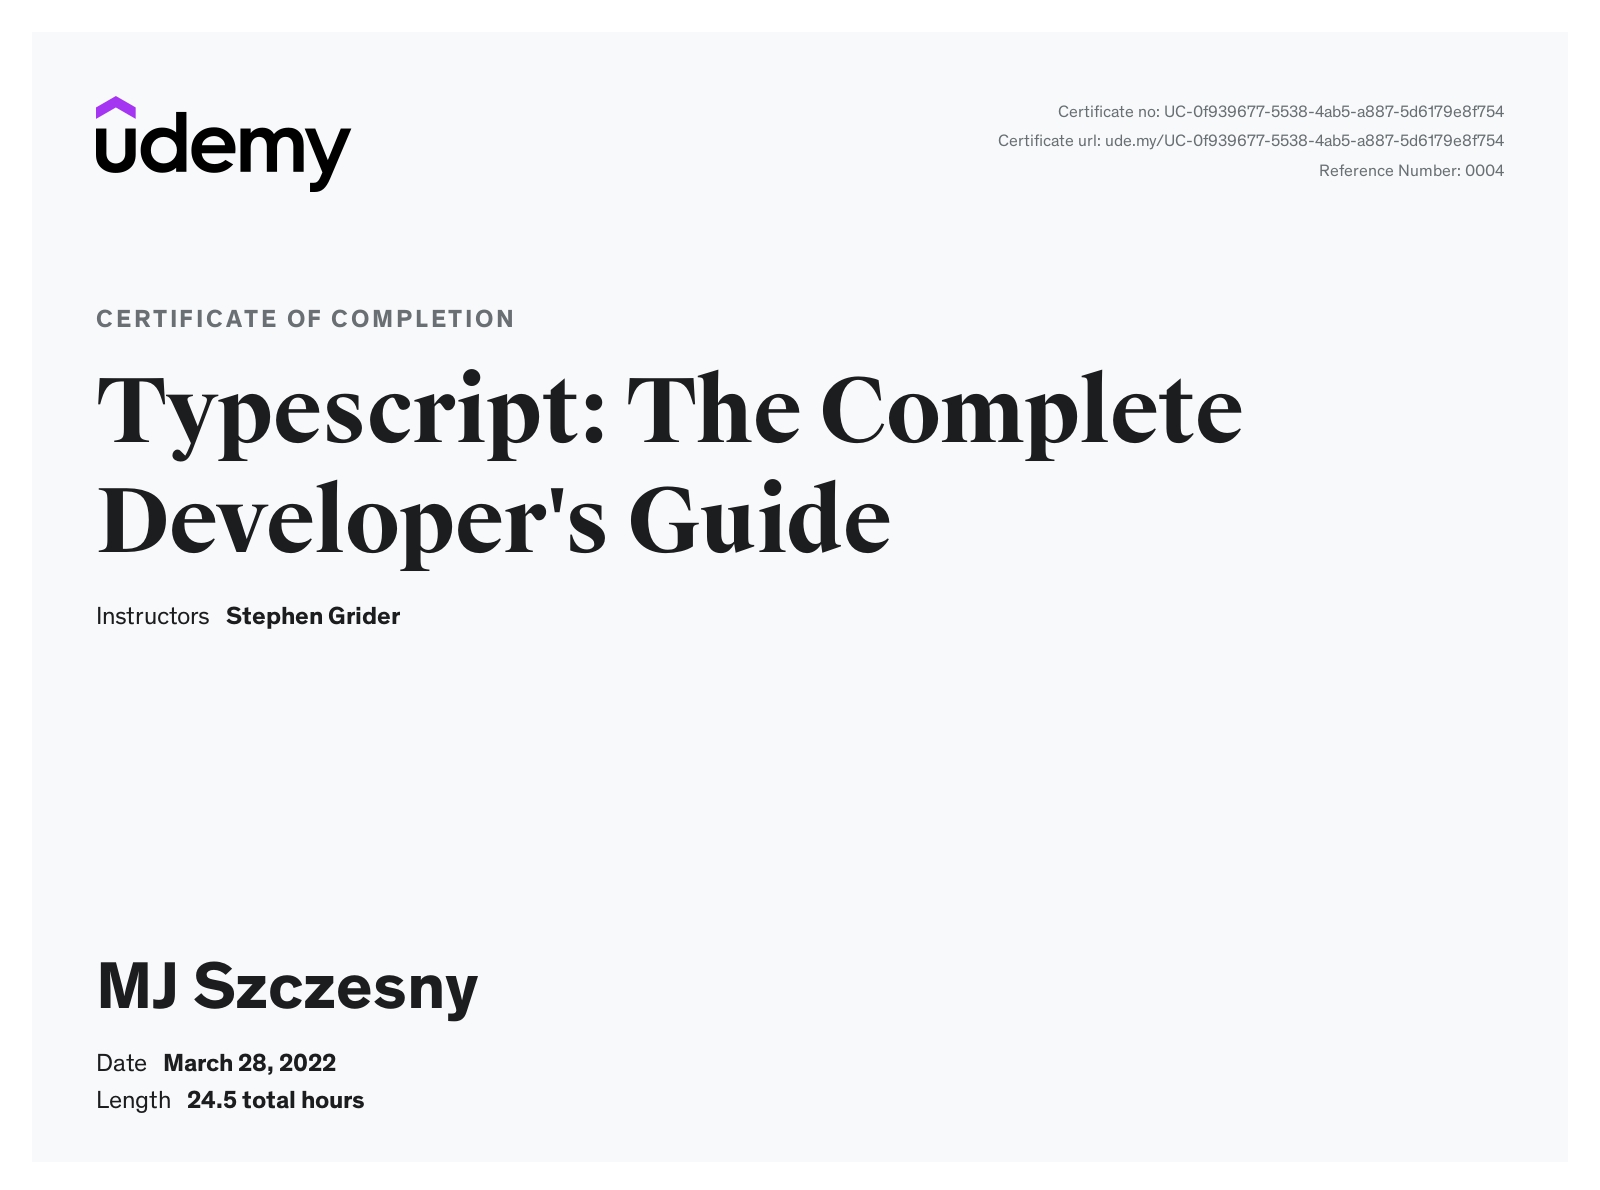 udemy
Certificate no: UC-0f939677-5538-4ab5-a887-5d6179e8f754
Certificate url: ude.my/UC-0f939677-5538-4ab5-a887-5d6179e8f754
Reference Number: 0004
CERTIFICATE OF COMPLETION
Typescript: The Complete
Developer's Guide
Instructors Stephen Grider
MJ Szczesny
Date March 28, 2022
Length 24.5 total hours